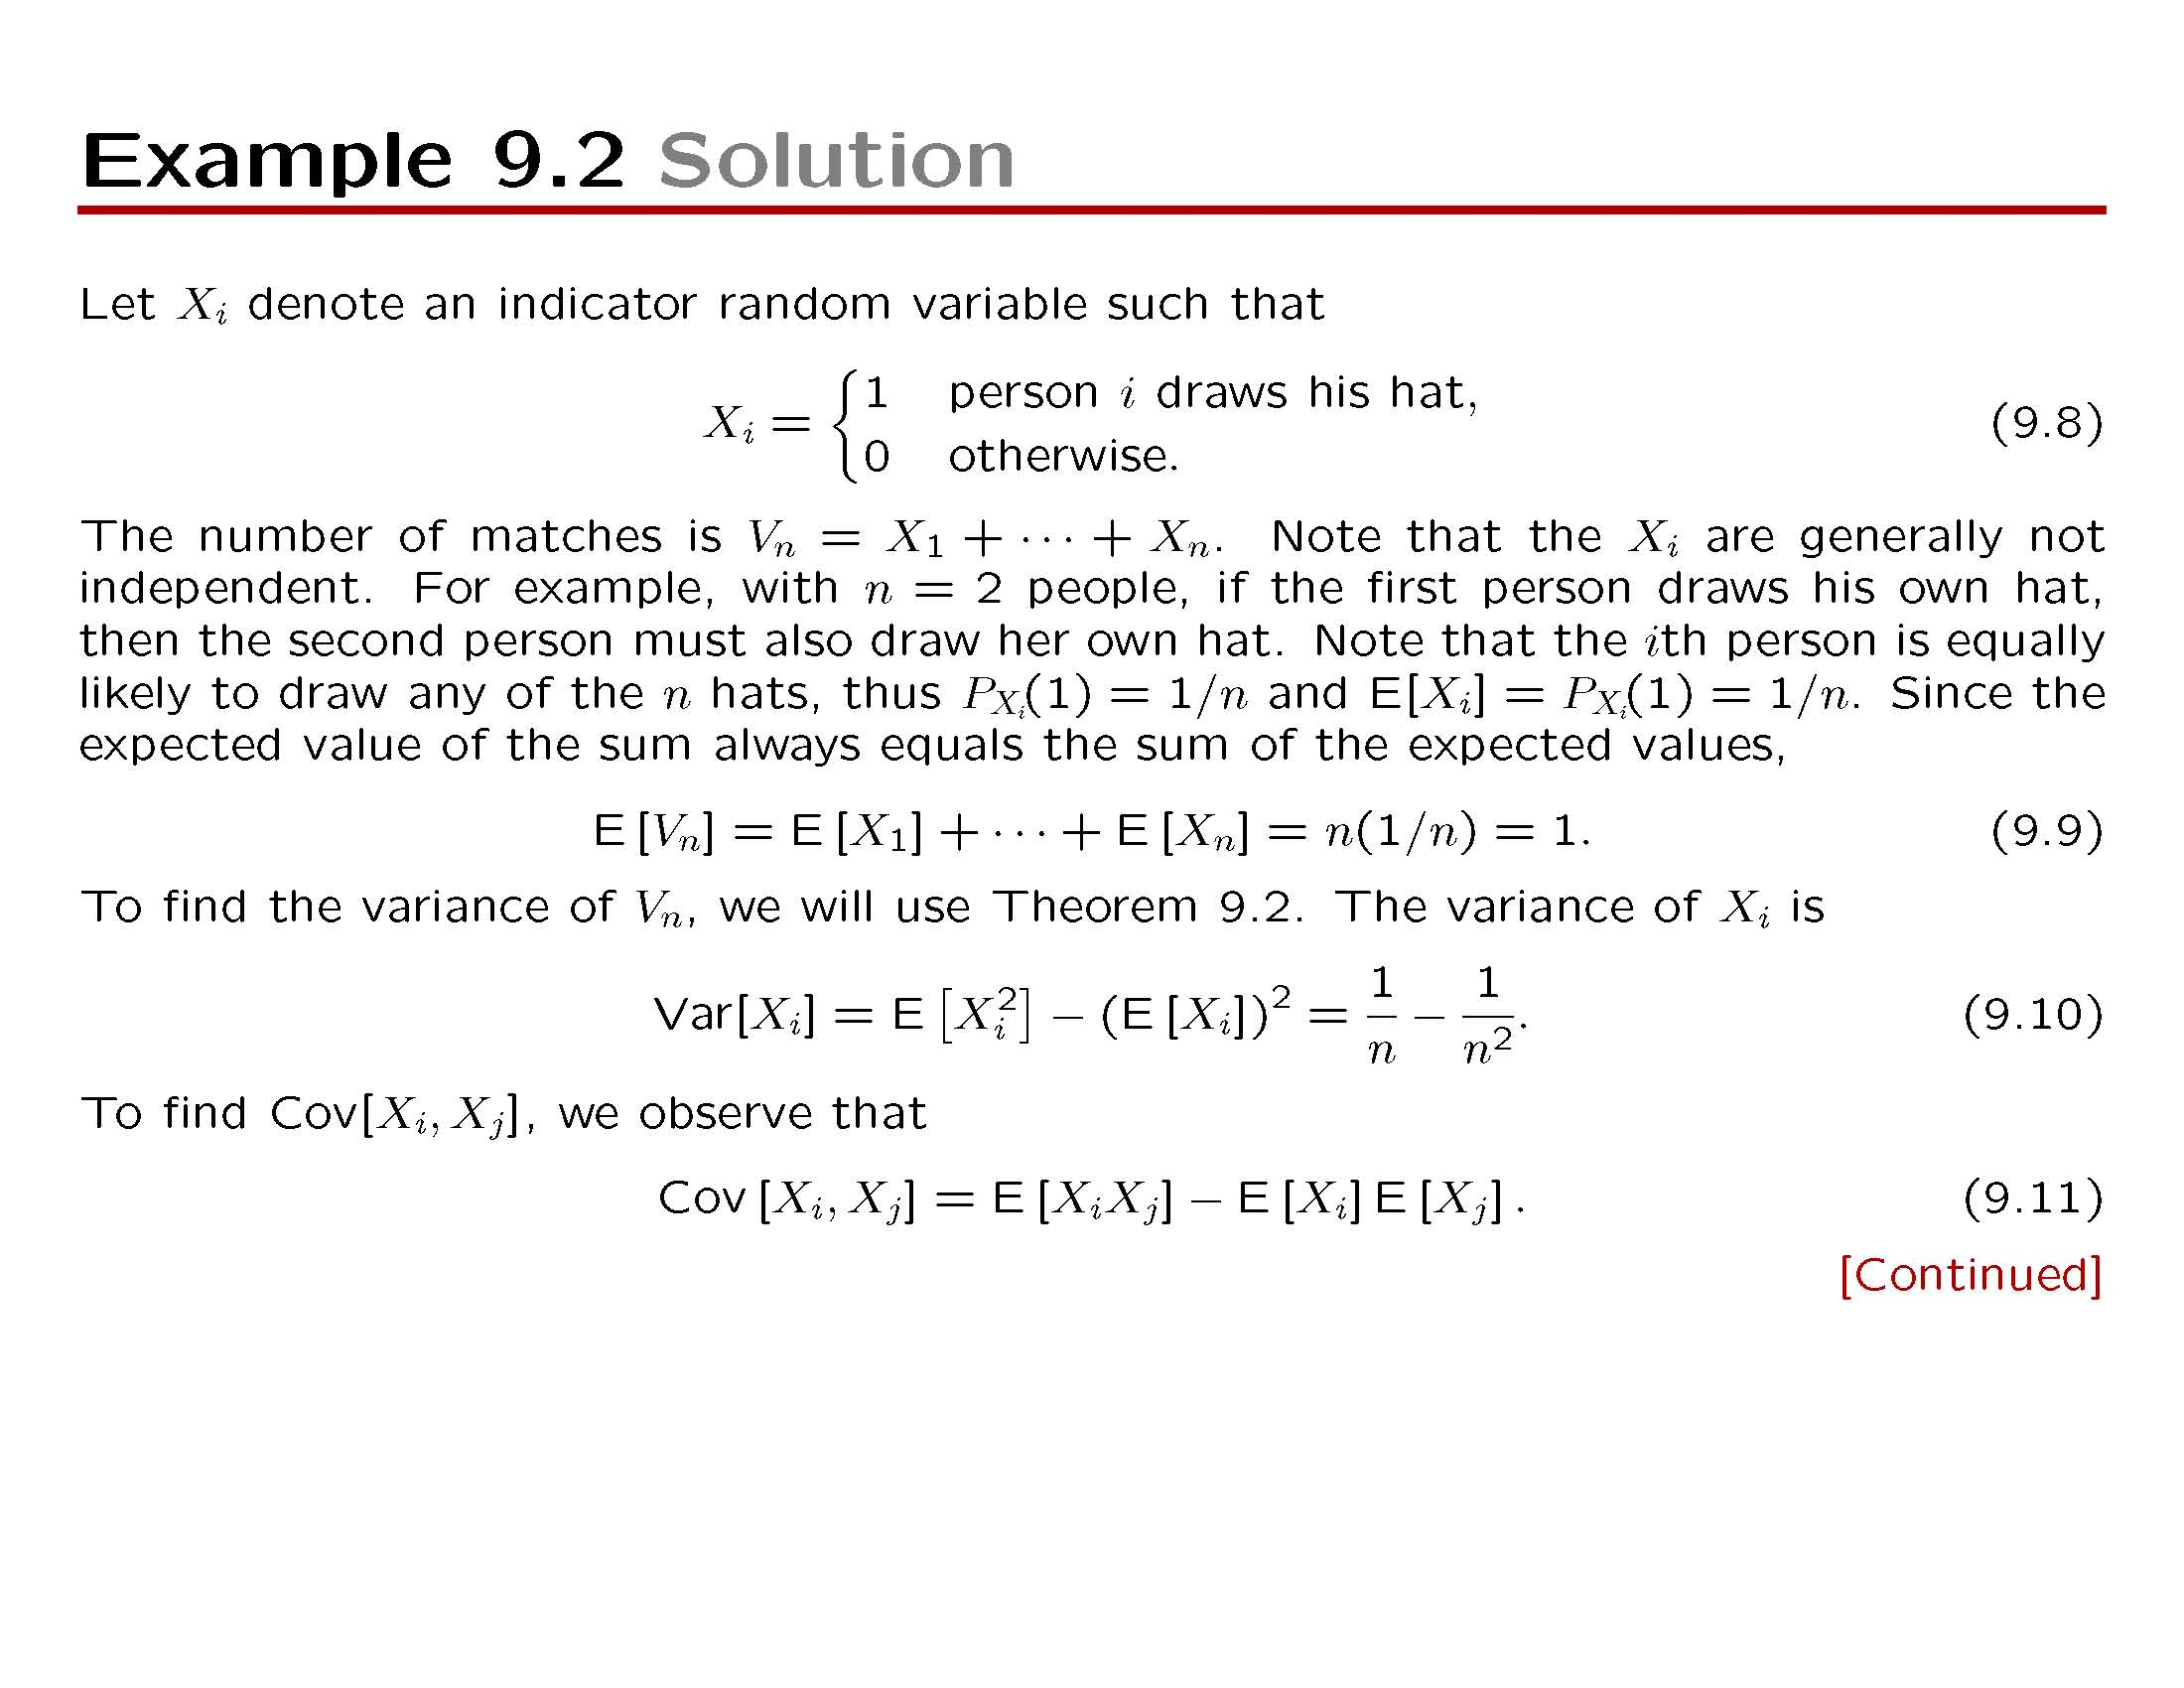 Example 9.2 Solution
Let X_i denote an indicator random variable such that
X_i = { 1 person i draws his hat,
0 otherwise. (9.8)
The number of matches is V_n = X_1 + ··· + X_n. Note that the X_i are generally not
independent. For example, with n = 2 people, if the first person draws his own hat,
then the second person must also draw her own hat. Note that the ith person is equally
likely to draw any of the n hats, thus P_{X_i}(1) = 1/n and E[X_i] = P_{X_i}(1) = 1/n. Since the
expected value of the sum always equals the sum of the expected values,
E [V_n] = E [X_1] + ··· + E [X_n] = n(1/n) = 1. (9.9)
To find the variance of V_n, we will use Theorem 9.2. The variance of X_i is
Var[X_i] = E [X_i^2] − (E [X_i])^2 = 1/n − 1/n^2. (9.10)
To find Cov[X_i, X_j], we observe that
Cov [X_i, X_j] = E [X_i X_j] − E [X_i] E [X_j] . (9.11)
[Continued]